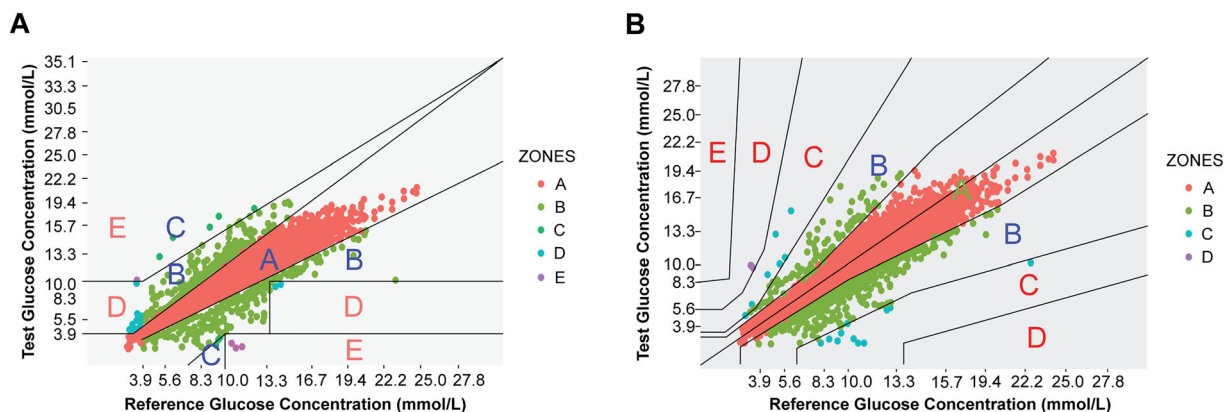 A
Test Glucose Concentration (mmol/L)
35.1
33.3
30.5
27.8
25.0
22.2
19.4
15.7
13.3
10.0
8.3
5.5
3.9
E
C
B
A
B
D
D
C
E
3.9 5.6 8.3 10.0 13.3 16.7 19.4 22.2 25.0 27.8
Reference Glucose Concentration (mmol/L)
ZONES
A
B
C
D
E
B
Test Glucose Concentration (mmol/L)
27.8
25.0
22.2
19.4
16.7
13.3
10.0
8.3
5.6
3.9
E
D
C
B
A
B
C
D
3.9 5.6 8.3 10.0 13.3 15.7 19.4 22.2 25.0 27.8
Reference Glucose Concentration (mmol/L)
ZONES
A
B
C
D